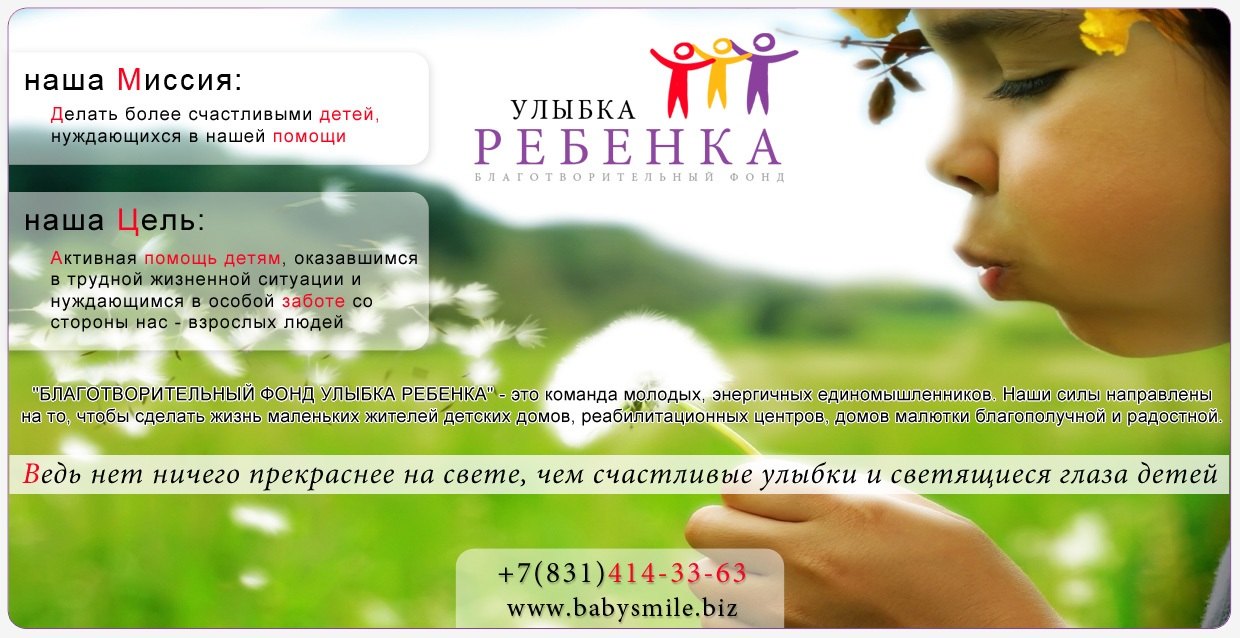 наша Миссия:
Делать более счастливыми детей,
нуждающихся в нашей помощи
УЛЫБКА
РЕБЕНКА
БЛАГОТВОРИТЕЛЬНЫЙ ФОНД
наша Цель:
Активная помощь детям, оказавшимся
в трудной жизненной ситуации и
нуждающимся в особой заботе со
стороны нас - взрослых людей
"БЛАГОТВОРИТЕЛЬНЫЙ ФОНД УЛЫБКА РЕБЕНКА" - это команда молодых, энергичных единомышленников. Наши силы направлены
на то, чтобы сделать жизнь маленьких жителей детских домов, реабилитационных центров, домов малютки благополучной и радостной.
Ведь нет ничего прекраснее на свете, чем счастливые улыбки и светящиеся глаза детей
+7(831)414-33-63
www.babysmile.biz